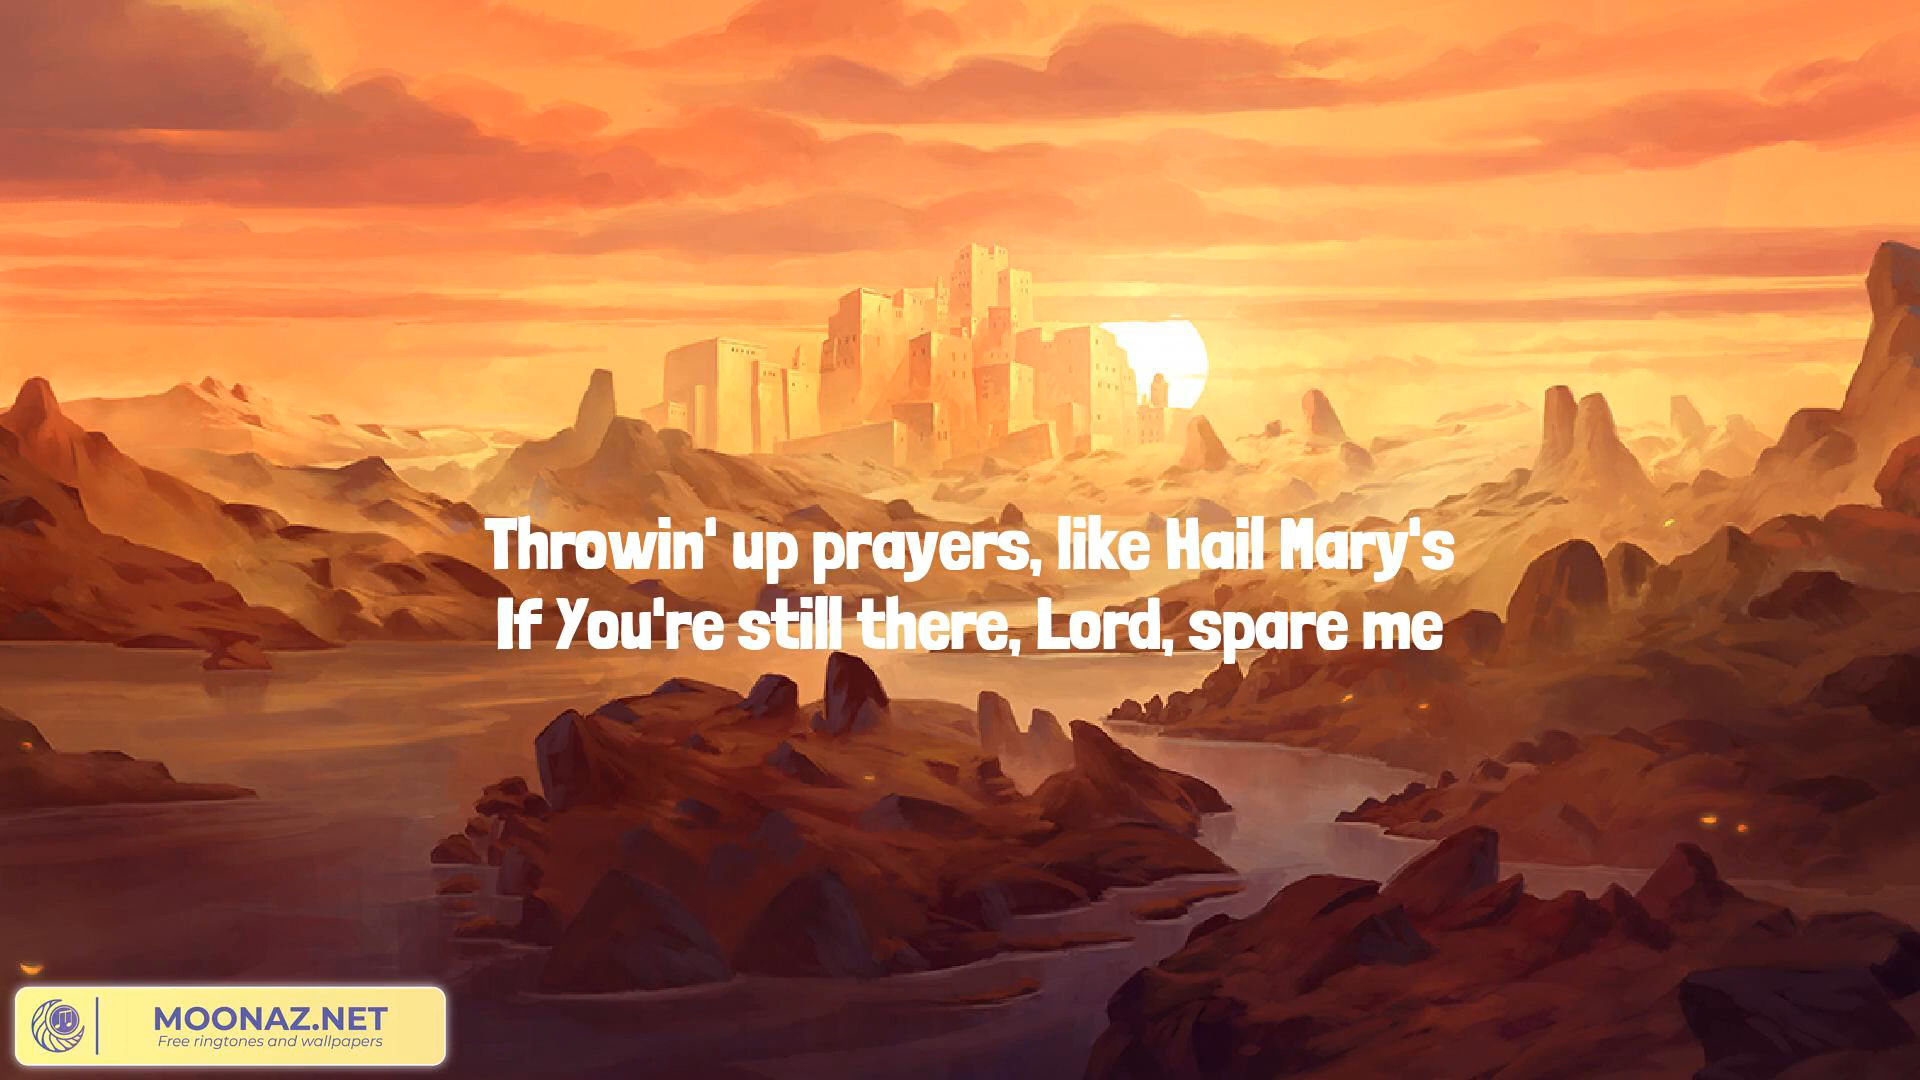 Throwin' up prayers, like Hail Mary's
If You're still there, Lord, spare me
MOONAZ.NET
Free ringtones and wallpapers